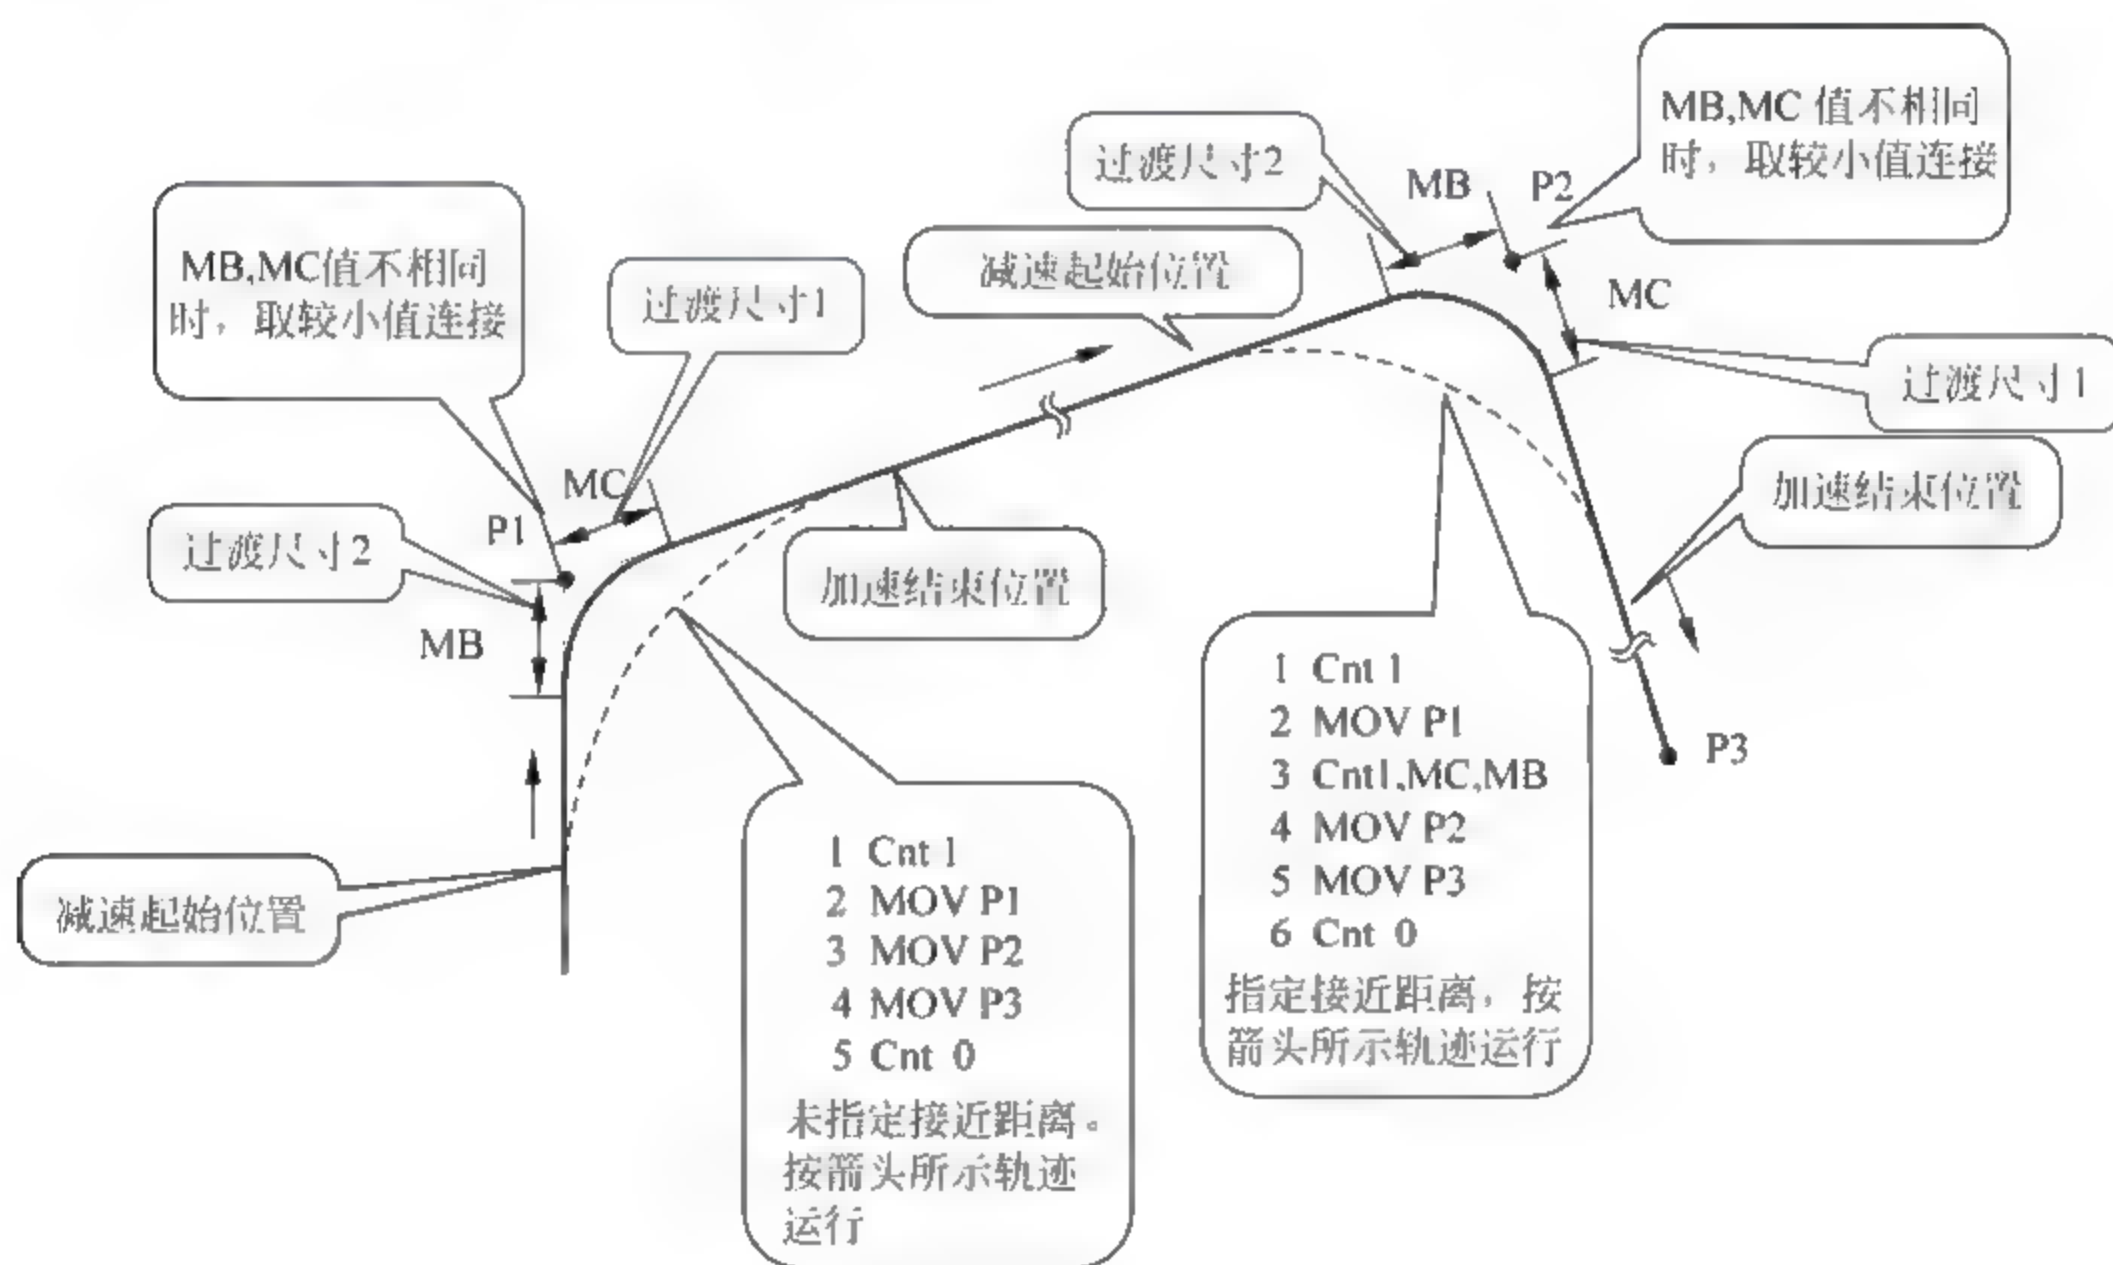 MB,MC 值不相同
时，取较小值连接
过渡尺寸2
MB
P2
MB,MC值不相同
时，取较小值连接
减速起始位置
过渡尺寸1
MC
过渡尺寸1
MC
P1
过渡尺寸2
加速结束位置
加速结束位置
MB
1 Cnt 1
2 MOV P1
3 Cnt1,MC,MB
4 MOV P2
5 MOV P3
6 Cnt 0
指定接近距离，按
箭头所示轨迹运行
P3
减速起始位置
1 Cnt 1
2 MOV P1
3 MOV P2
4 MOV P3
5 Cnt 0
未指定接近距离。
按箭头所示轨迹
运行